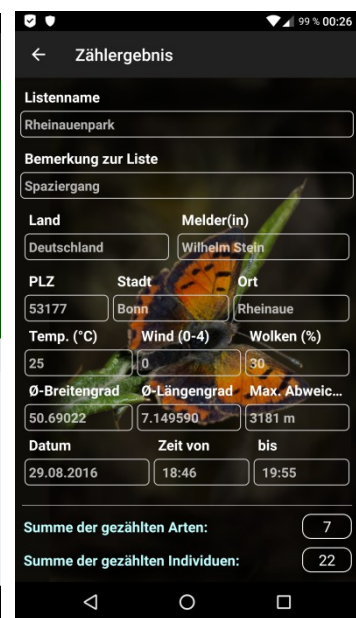 99 % 00:26
Zählergebnis
Listenname
Rheinauenpark
Bemerkung zur Liste
Spaziergang
Land Melder(in)
Deutschland Wilhelm Stein
PLZ Stadt Ort
53177 Bonn Rheinaue
Temp. (°C) Wind (0-4) Wolken (%)
25 0 30
Ø-Breitengrad Ø-Längengrad Max. Abweic...
50.69022 7.149590 3181 m
Datum Zeit von bis
29.08.2016 18:46 19:55
Summe der gezählten Arten: 7
Summe der gezählten Individuen: 22